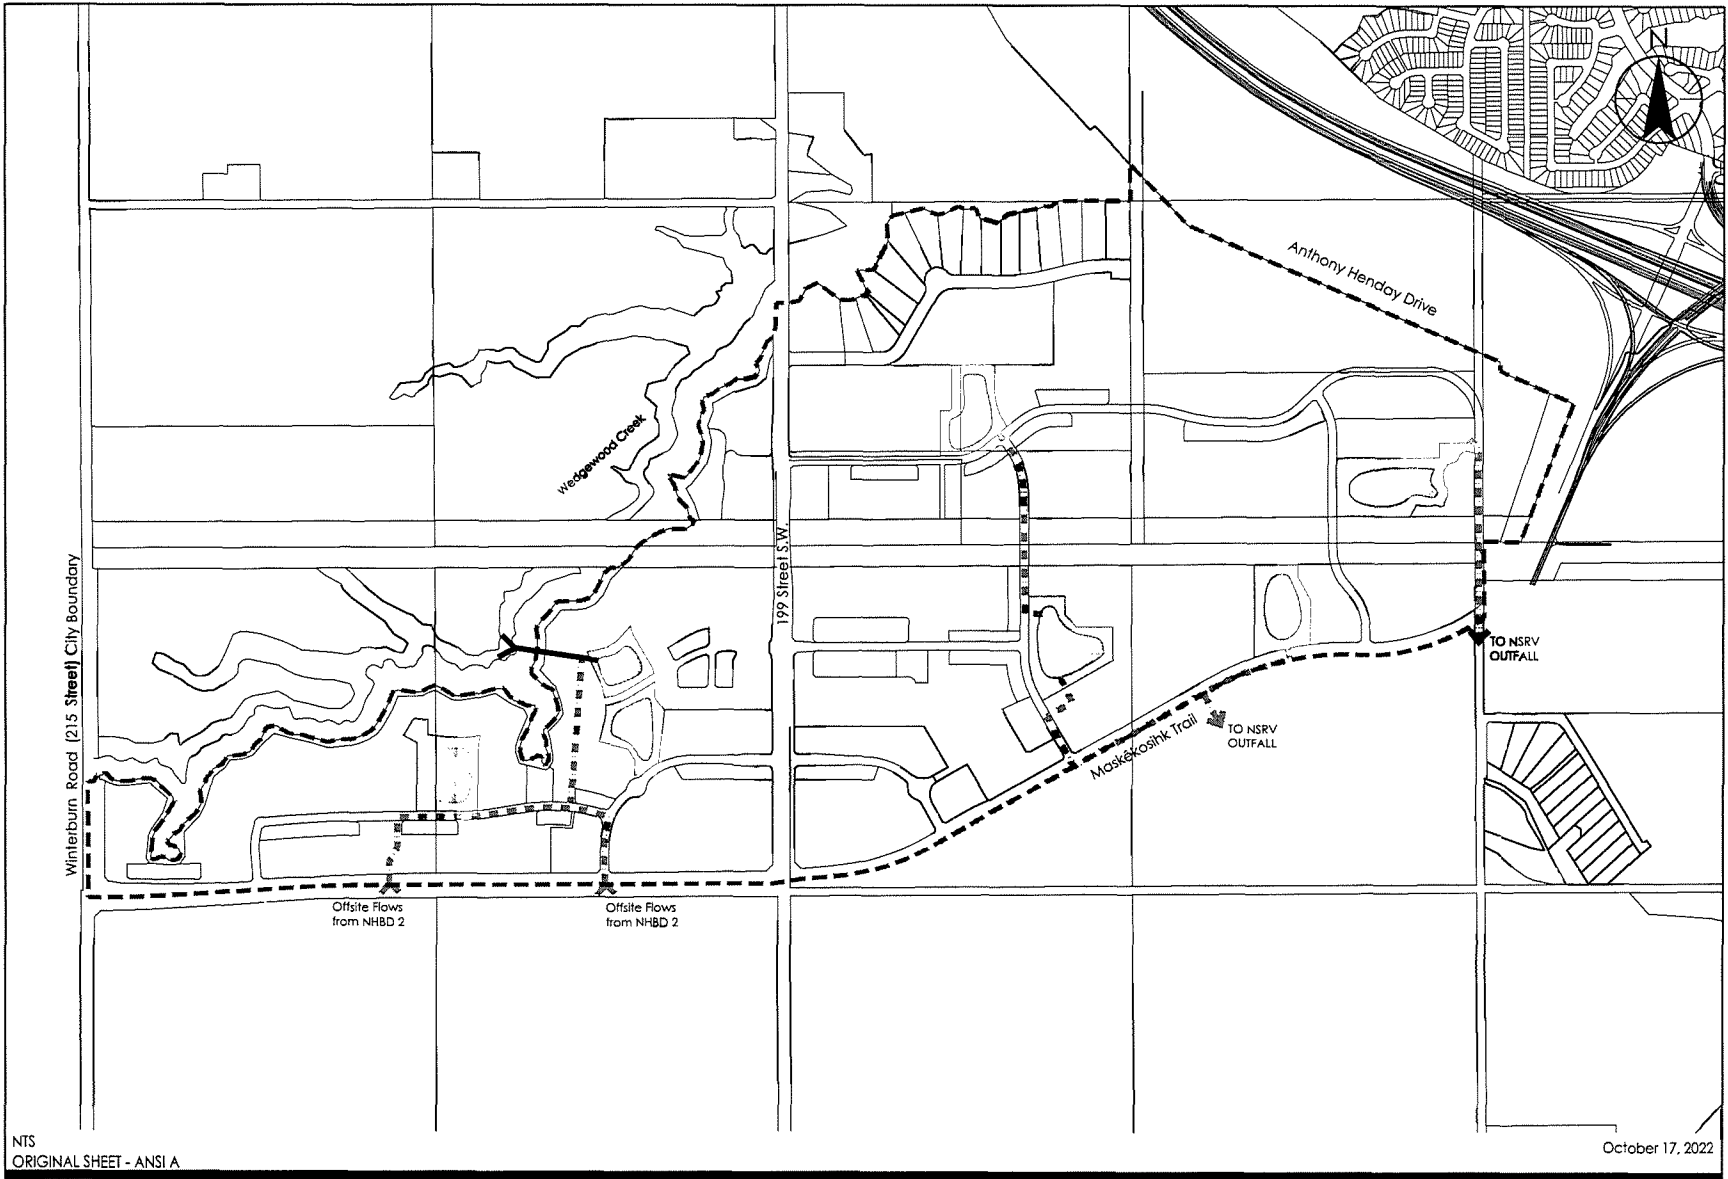 N
Anthony Henday Drive
Wedgewood Creek
199 Street S.W.
Winterburn Road (215 Street) City Boundary
TO NSRV
OUTFALL
TO NSRV
OUTFALL
Maskêkosihk Trail
Offsite Flows
from NHBD 2
Offsite Flows
from NHBD 2
NTS
ORIGINAL SHEET - ANSI A
October 17, 2022